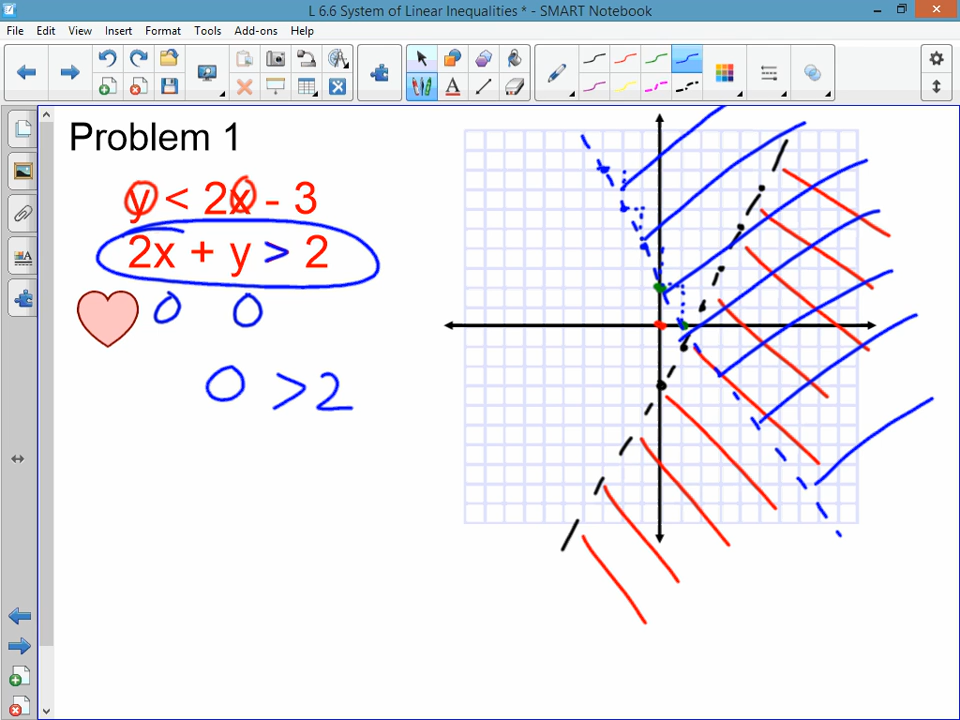 L 6.6 System of Linear Inequalities * - SMART Notebook
File Edit View Insert Format Tools Add-ons Help
Problem 1
y < 2x - 3
2x + y > 2
0 0
0 > 2